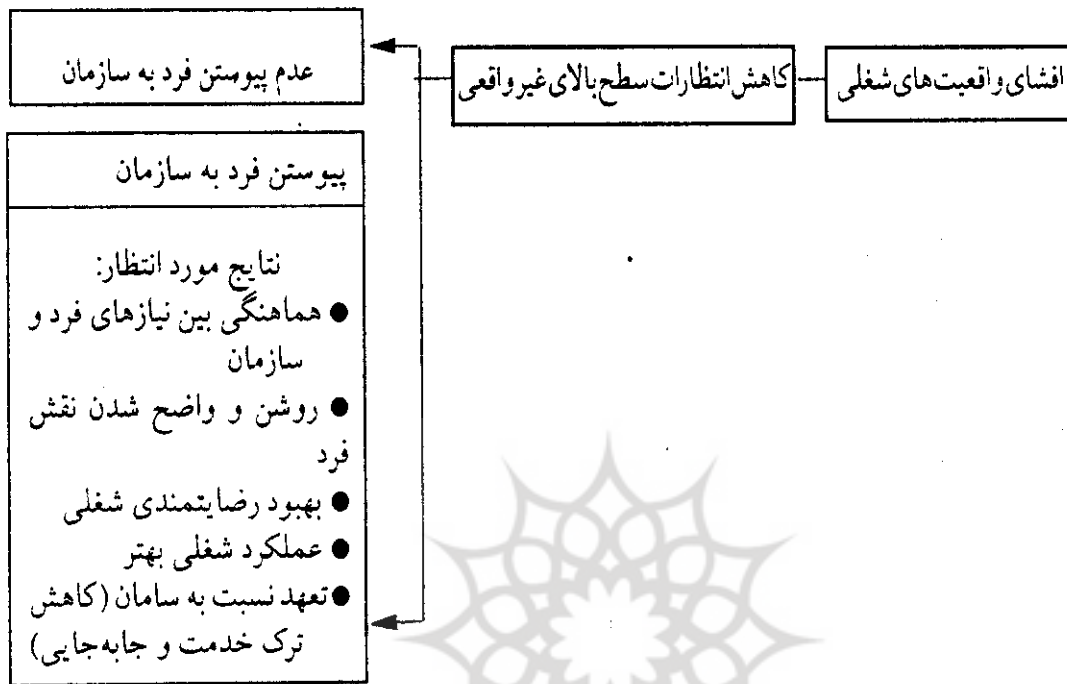 افشای واقعیت‌های شغلی
کاهش انتظارات سطح بالای غیر واقعی
عدم پیوستن فرد به سازمان
پیوستن فرد به سازمان
نتایج مورد انتظار:
● هماهنگی بین نیازهای فرد و
سازمان
● روشن و واضح شدن نقش
فرد
● بهبود رضایتمندی شغلی
● عملکرد شغلی بهتر
● تعهد نسبت به سامان (کاهش
ترک خدمت و جابه‌جایی)